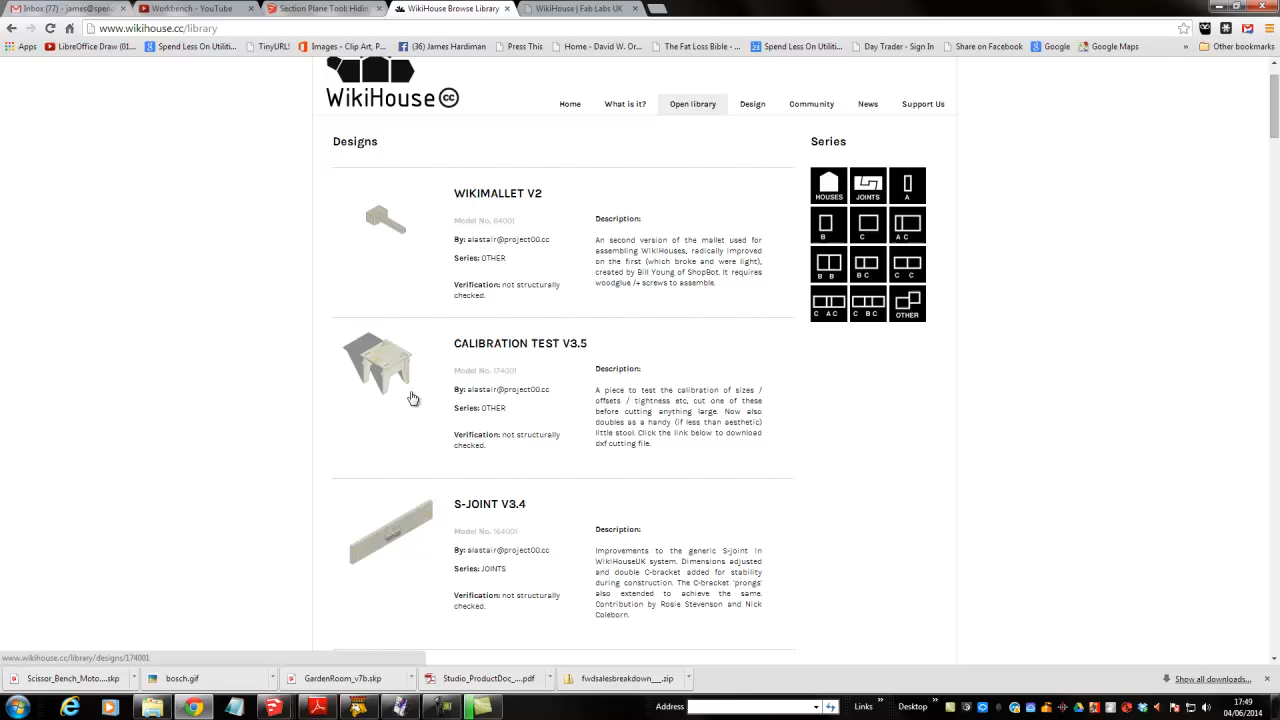 Inbox (77) - james@spend
Workbench - YouTube
Section Plane Tool: Hidin
WikiHouse Browse Library
WikiHouse | Fab Labs UK
www.wikihouse.cc/library
Apps
LibreOffice Draw (01...
Spend Less On Utiliti...
TinyURL!
Images - Clip Art, P...
(36) James Hardiman
Press This
Home - David W. Or...
The Fat Loss Bible - ...
Spend Less On Utiliti...
Day Trader - Sign In
Share on Facebook
Google
Google Maps
»
Other bookmarks
WikiHouse cc
Home
What is it?
Open library
Design
Community
News
Support Us
Designs
Series
WIKIMALLET V2
Model No. 64001
By: alastair@project00.cc
Series: OTHER
Verification: not structurally
checked.
Description:
An second version of the mallet used for
assembling WikiHouses, radically improved
on the first (which broke and were light),
created by Bill Young of ShopBot. It requires
woodglue /+ screws to assemble.
HOUSES
JOINTS
A
B
C
A C
B B
B C
C C
C A C
C B C
OTHER
CALIBRATION TEST V3.5
Model No. 174001
By: alastair@project00.cc
Series: OTHER
Verification: not structurally
checked.
Description:
A piece to test the calibration of sizes /
offsets / tightness etc, cut one of these
before cutting anything large. Now also
doubles as a handy (if less than aesthetic)
little stool. Click the link below to download
dxf cutting file.
S-JOINT V3.4
Model No. 164001
By: alastair@project00.cc
Series: JOINTS
Verification: not structurally
checked.
Description:
Improvements to the generic S-joint in
WikiHouseUK system. Dimensions adjusted
and double C-bracket added for stability
during construction. The C-bracket 'prongs'
also extended to achieve the same.
Contribution by Rosie Stevenson and Nick
Coleborn.
www.wikihouse.cc/library/designs/174001
Scissor_Bench_Moto....skp
bosch.gif
GardenRoom_v7b.skp
Studio_ProductDoc_....pdf
fwdsalesbreakdown__.zip
Show all downloads...
Address
Links
»
Desktop
»
17:49
04/06/2014